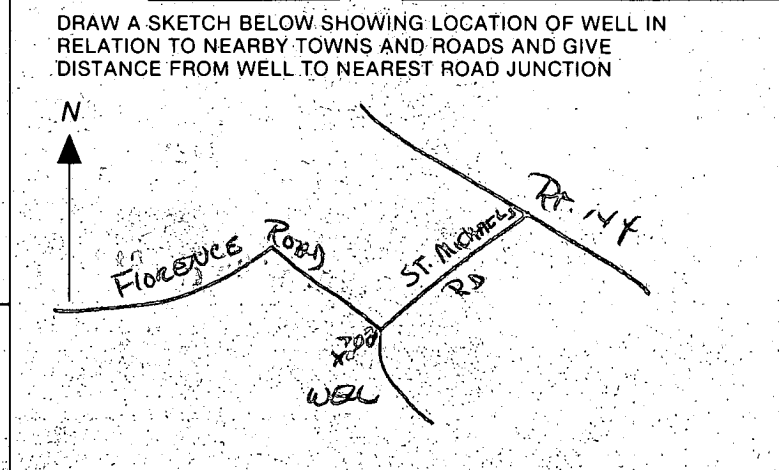 DRAW A SKETCH BELOW SHOWING LOCATION OF WELL IN
RELATION TO NEARBY TOWNS AND ROADS AND GIVE
DISTANCE FROM WELL TO NEAREST ROAD JUNCTION
N
Rt. 144
FLORENCE ROAD
ST. MICHAELS
RD
WELL